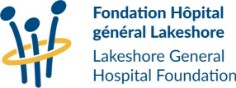 Fondation Hôpital
général Lakeshore
Lakeshore General
Hospital Foundation